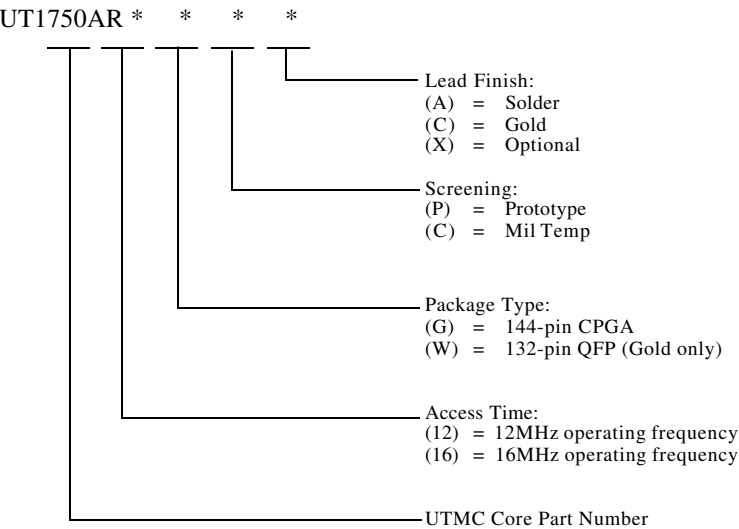 UT1750AR * * * *
Lead Finish:
(A) = Solder
(C) = Gold
(X) = Optional
Screening:
(P) = Prototype
(C) = Mil Temp
Package Type:
(G) = 144-pin CPGA
(W) = 132-pin QFP (Gold only)
Access Time:
(12) = 12MHz operating frequency
(16) = 16MHz operating frequency
UTMC Core Part Number